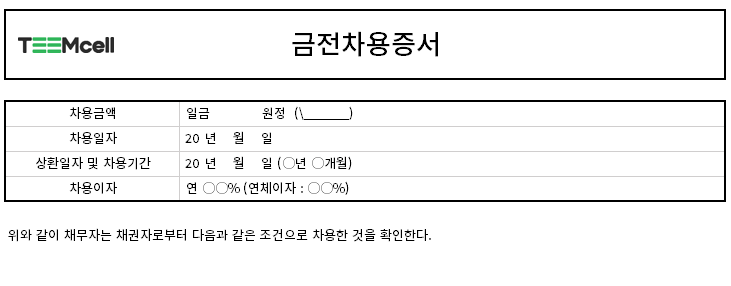 TEEMcell
금전차용증서
차용금액 일금 원정 (\_______)
차용일자 20 년 월 일
상환일자 및 차용기간 20 년 월 일 (○년 ○개월)
차용이자 연 ○○% (연체이자 : ○○%)
위와 같이 채무자는 채권자로부터 다음과 같은 조건으로 차용한 것을 확인한다.